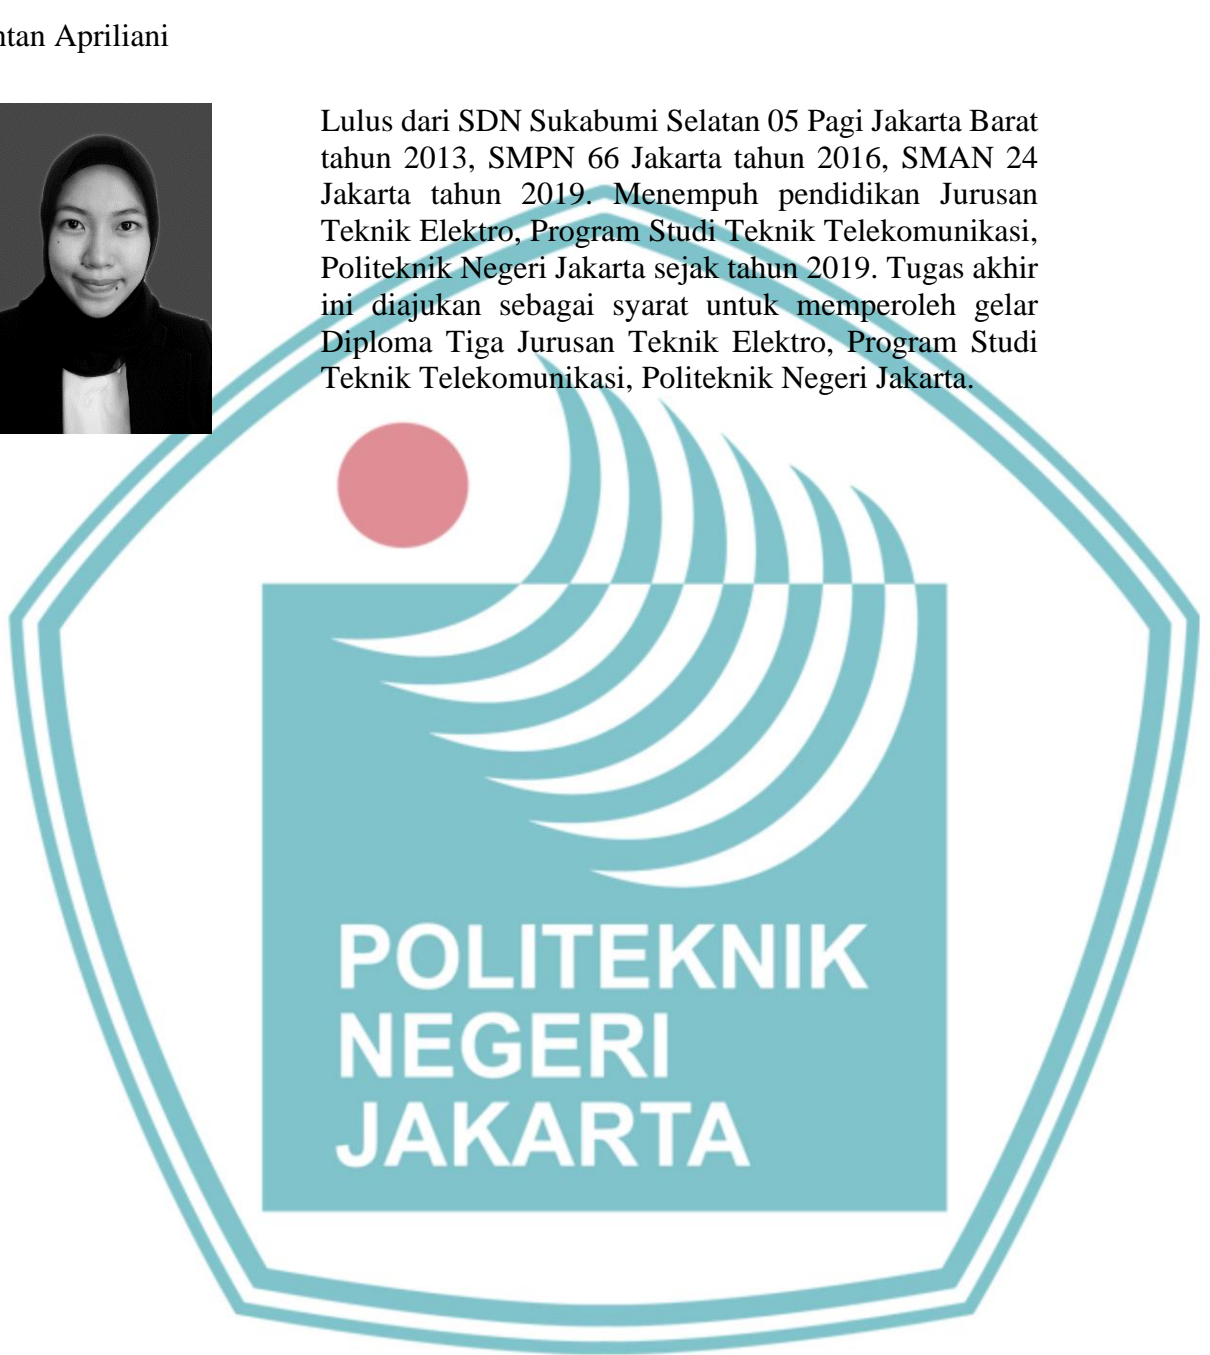 Apriliani
Lulus dari SDN Sukabumi Selatan 05 Pagi Jakarta Barat
tahun 2013, SMPN 66 Jakarta tahun 2016, SMAN 24
Jakarta tahun 2019. Menempuh pendidikan Jurusan
Teknik Elektro, Program Studi Teknik Telekomunikasi,
Politeknik Negeri Jakarta sejak tahun 2019. Tugas akhir
ini diajukan sebagai syarat untuk memperoleh gelar
Diploma Tiga Jurusan Teknik Elektro, Program Studi
Teknik Telekomunikasi, Politeknik Negeri Jakarta.
POLITEKNIK
NEGERI
JAKARTA